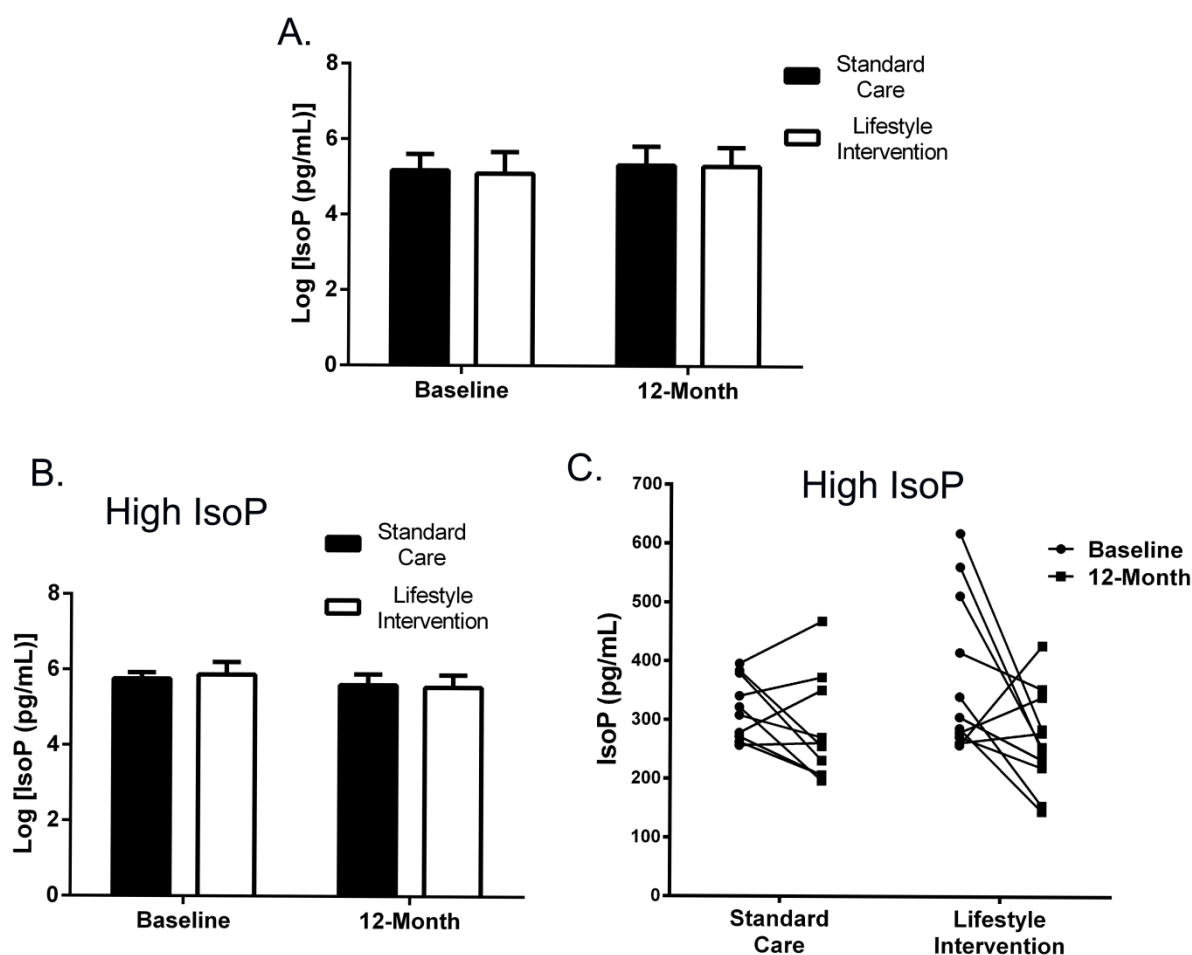 A.
Log [IsoP (pg/mL)]
8
6
4
2
0
Baseline
12-Month
Standard
Care
Lifestyle
Intervention
B.
High IsoP
Standard
Care
Lifestyle
Intervention
Log [IsoP (pg/mL)]
8
6
4
2
0
Baseline
12-Month
C.
High IsoP
IsoP (pg/mL)
700
600
500
400
300
200
100
0
Baseline
12-Month
Standard
Care
Lifestyle
Intervention